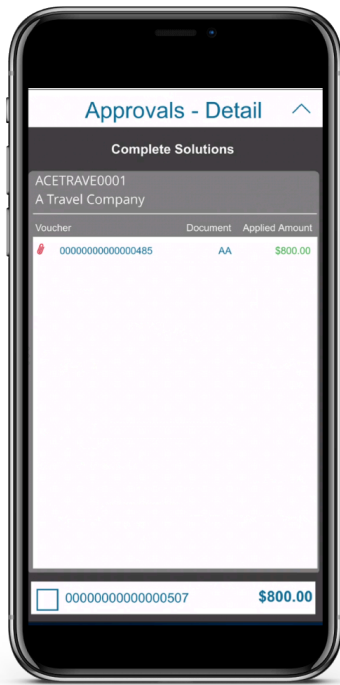 Approvals - Detail
Complete Solutions
ACETRAVE0001
A Travel Company
Voucher Document Applied Amount
00000000000000485 AA $800.00
00000000000000507 $800.00